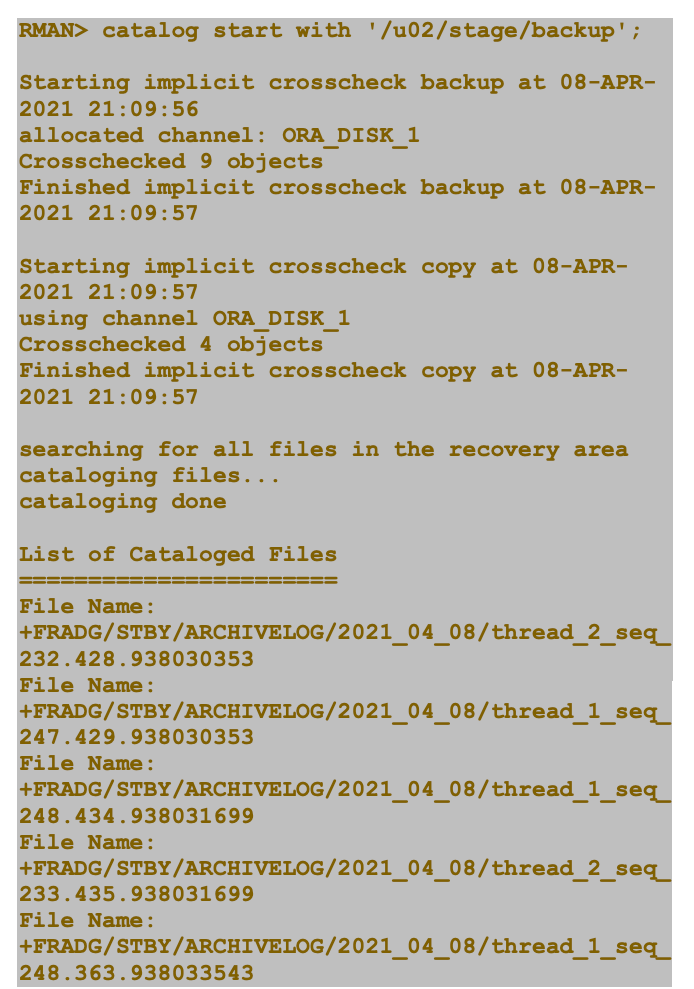 RMAN> catalog start with '/u02/stage/backup';
Starting implicit crosscheck backup at 08-APR-
2021 21:09:56
allocated channel: ORA_DISK_1
Crosschecked 9 objects
Finished implicit crosscheck backup at 08-APR-
2021 21:09:57
Starting implicit crosscheck copy at 08-APR-
2021 21:09:57
using channel ORA_DISK_1
Crosschecked 4 objects
Finished implicit crosscheck copy at 08-APR-
2021 21:09:57
searching for all files in the recovery area
cataloging files...
cataloging done
List of Cataloged Files
=======================
File Name:
+FRADG/STBY/ARCHIVELOG/2021_04_08/thread_2_seq_
232.428.938030353
File Name:
+FRADG/STBY/ARCHIVELOG/2021_04_08/thread_1_seq_
247.429.938030353
File Name:
+FRADG/STBY/ARCHIVELOG/2021_04_08/thread_1_seq_
248.434.938031699
File Name:
+FRADG/STBY/ARCHIVELOG/2021_04_08/thread_2_seq_
233.435.938031699
File Name:
+FRADG/STBY/ARCHIVELOG/2021_04_08/thread_1_seq_
248.363.938033543